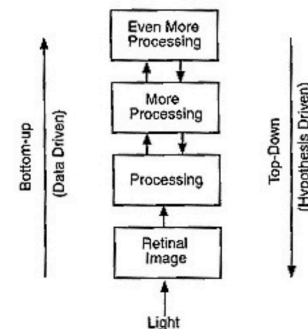 Even More
Processing
More
Processing
Processing
Retinal
Image
Light
Bottom-up
(Data Driven)
Top-Down
(Hypothesis Driven)